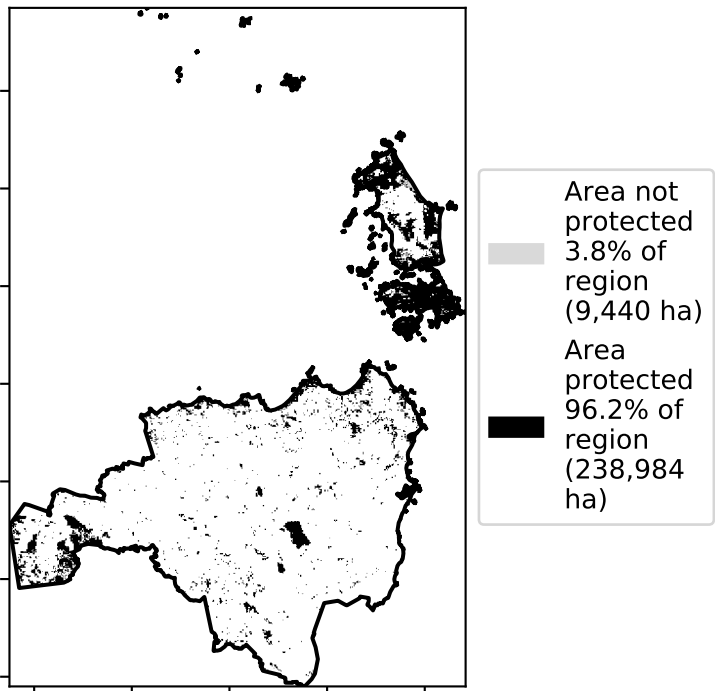 Area not
protected
3.8% of
region
(9,440 ha)
Area
protected
96.2% of
region
(238,984
ha)